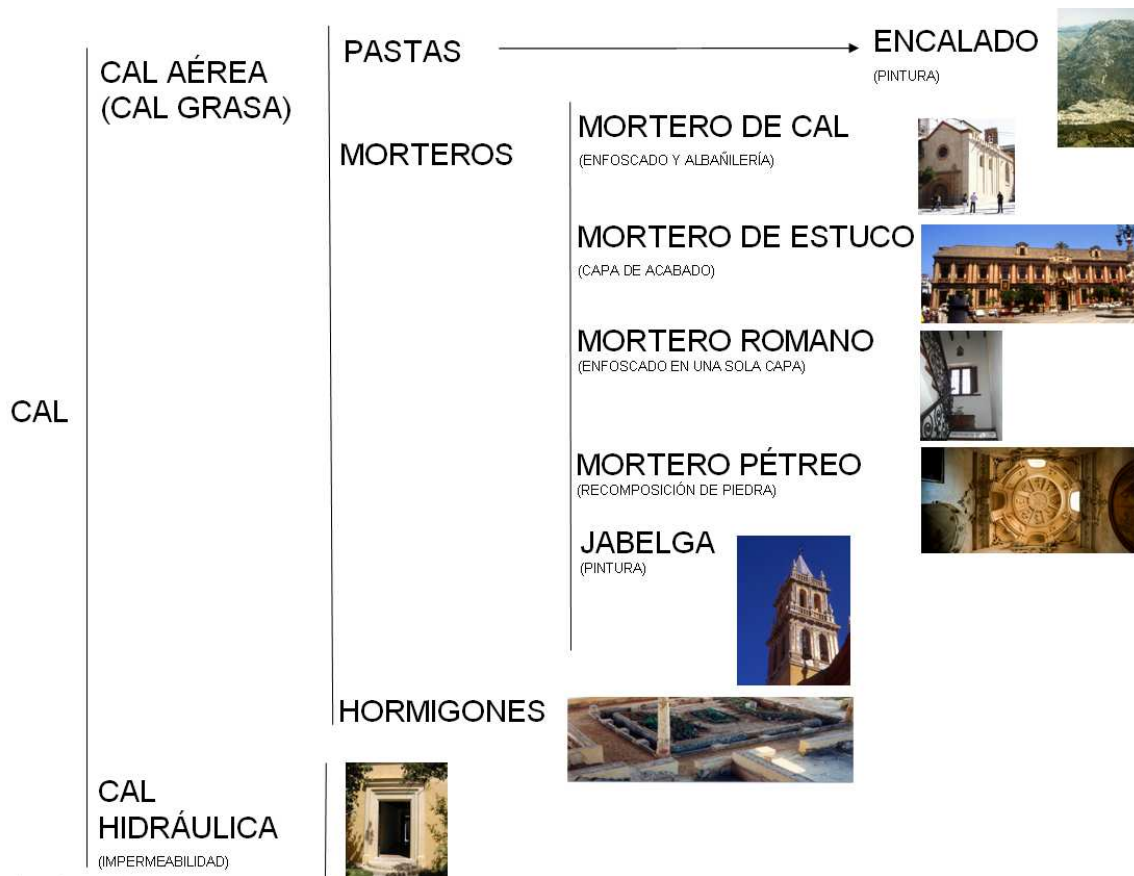 CAL
CAL AÉREA
(CAL GRASA)
PASTAS
ENCALADO
(PINTURA)
MORTEROS
MORTERO DE CAL
(ENFOSCADO Y ALBAÑILERÍA)
MORTERO DE ESTUCO
(CAPA DE ACABADO)
MORTERO ROMANO
(ENFOSCADO EN UNA SOLA CAPA)
MORTERO PÉTREO
(RECOMPOSICIÓN DE PIEDRA)
JABELGA
(PINTURA)
HORMIGONES
CAL
HIDRÁULICA
(IMPERMEABILIDAD)